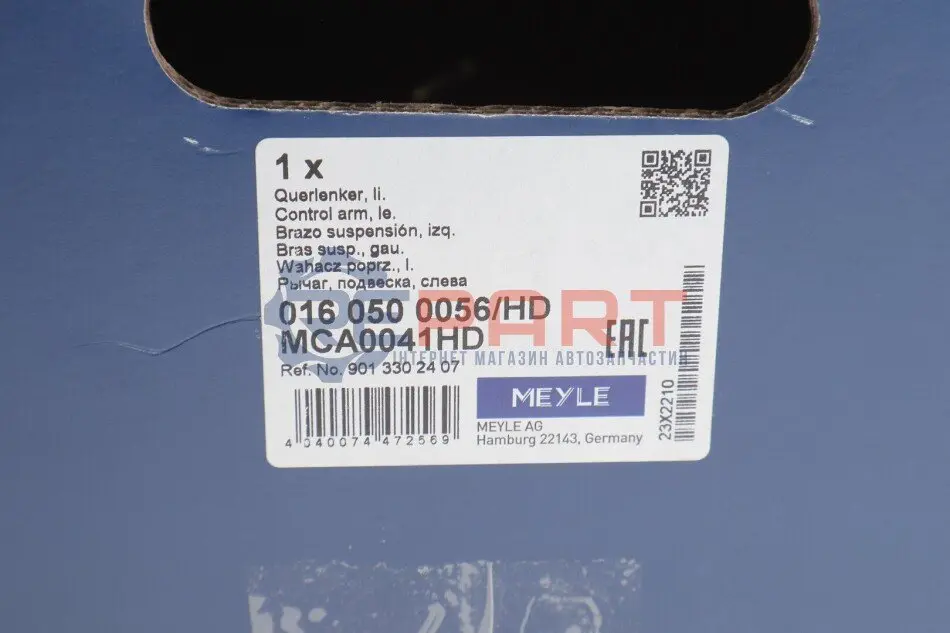 1 x
Querlenker, li.
Control arm, le.
Brazo suspensión, izq.
Bras susp., gau.
Wahacz poprz., l.
Рычаг, подвеска, слева
016 050 0056/HD
PART
MCA0041HD
EAC
ІНТЕРНЕТ МАГАЗИН АВТОЗАПЧАСТИН
Ref. No. 901 330 24 07
MEYLE
MEYLE AG
Hamburg 22143, Germany
4 040074 472569
23X2210